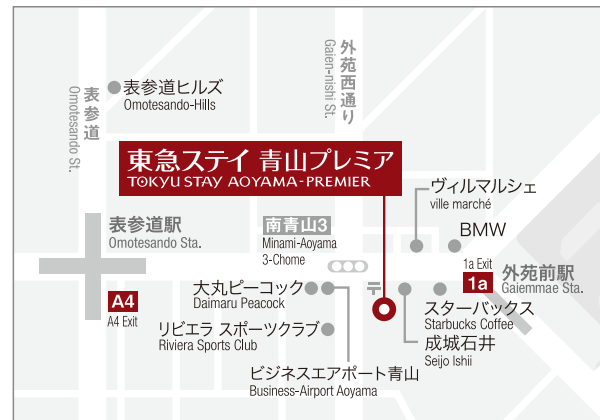 表参道ヒルズ
Omotesando-Hills
表参道
Omotesando St.
外苑西通り
Gaien-nishi St.
東急ステイ 青山プレミア
TOKYU STAY AOYAMA-PREMIER
ヴィルマルシェ
ville marché
BMW
表参道駅
Omotesando Sta.
南青山3
Minami-Aoyama
3-Chome
1a Exit
1a
外苑前駅
Gaiemmae Sta.
A4
A4 Exit
大丸ピーコック
Daimaru Peacock
〒
スターバックス
Starbucks Coffee
リビエラ スポーツクラブ
Riviera Sports Club
成城石井
Seijo Ishii
ビジネスエアポート青山
Business-Airport Aoyama